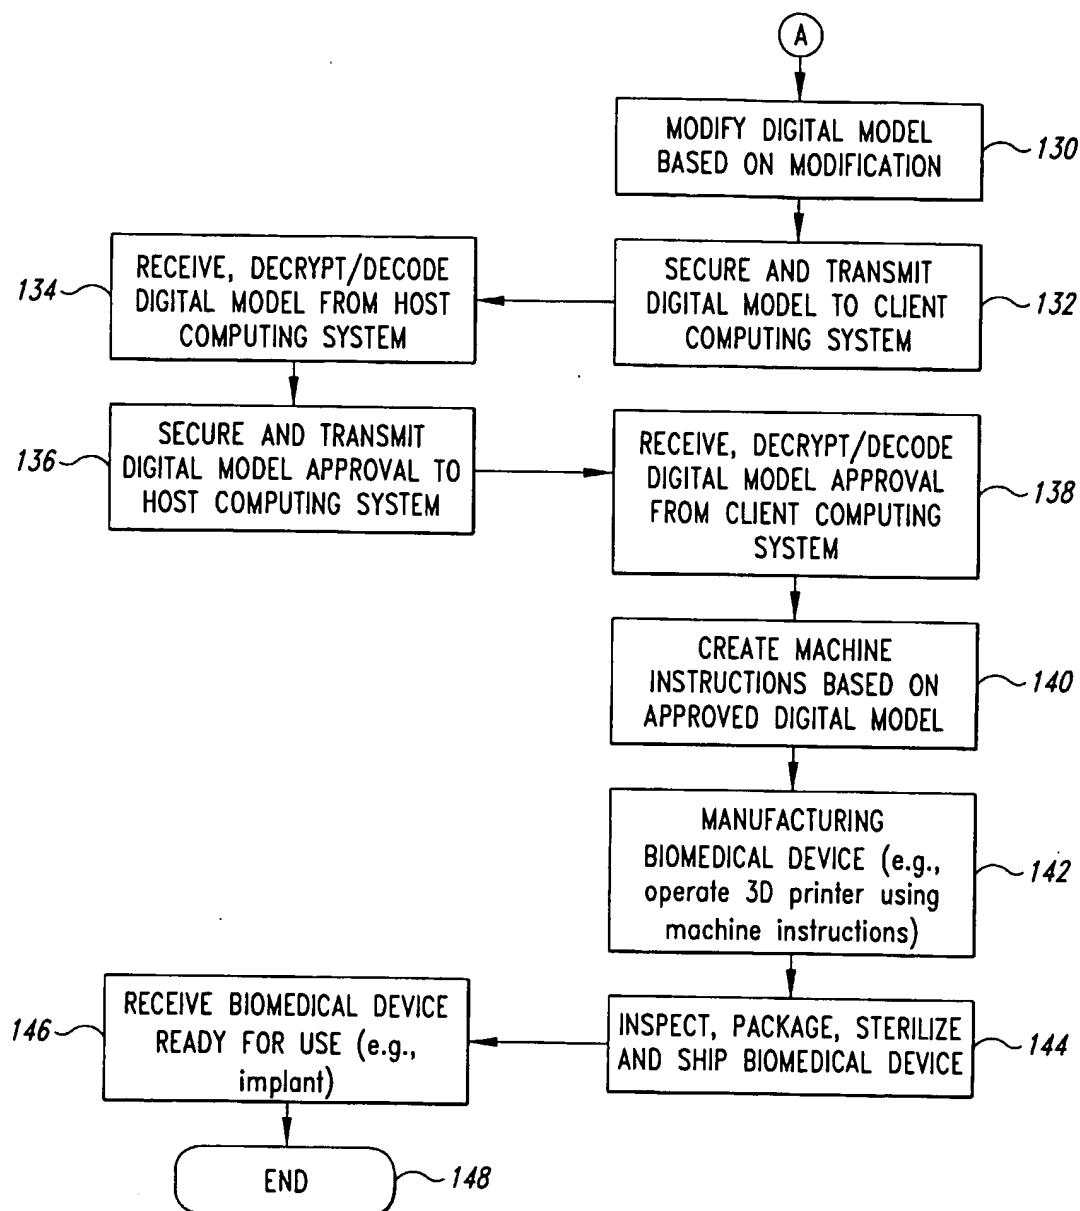 A
MODIFY DIGITAL MODEL
BASED ON MODIFICATION
130
SECURE AND TRANSMIT
DIGITAL MODEL TO CLIENT
COMPUTING SYSTEM
132
134
RECEIVE, DECRYPT/DECODE
DIGITAL MODEL FROM HOST
COMPUTING SYSTEM
136
SECURE AND TRANSMIT
DIGITAL MODEL APPROVAL TO
HOST COMPUTING SYSTEM
RECEIVE, DECRYPT/DECODE
DIGITAL MODEL APPROVAL
FROM CLIENT COMPUTING
SYSTEM
138
CREATE MACHINE
INSTRUCTIONS BASED ON
APPROVED DIGITAL MODEL
140
MANUFACTURING
BIOMEDICAL DEVICE (e.g.,
operate 3D printer using
machine instructions)
142
INSPECT, PACKAGE, STERILIZE
AND SHIP BIOMEDICAL DEVICE
144
146
RECEIVE BIOMEDICAL DEVICE
READY FOR USE (e.g.,
implant)
END
148